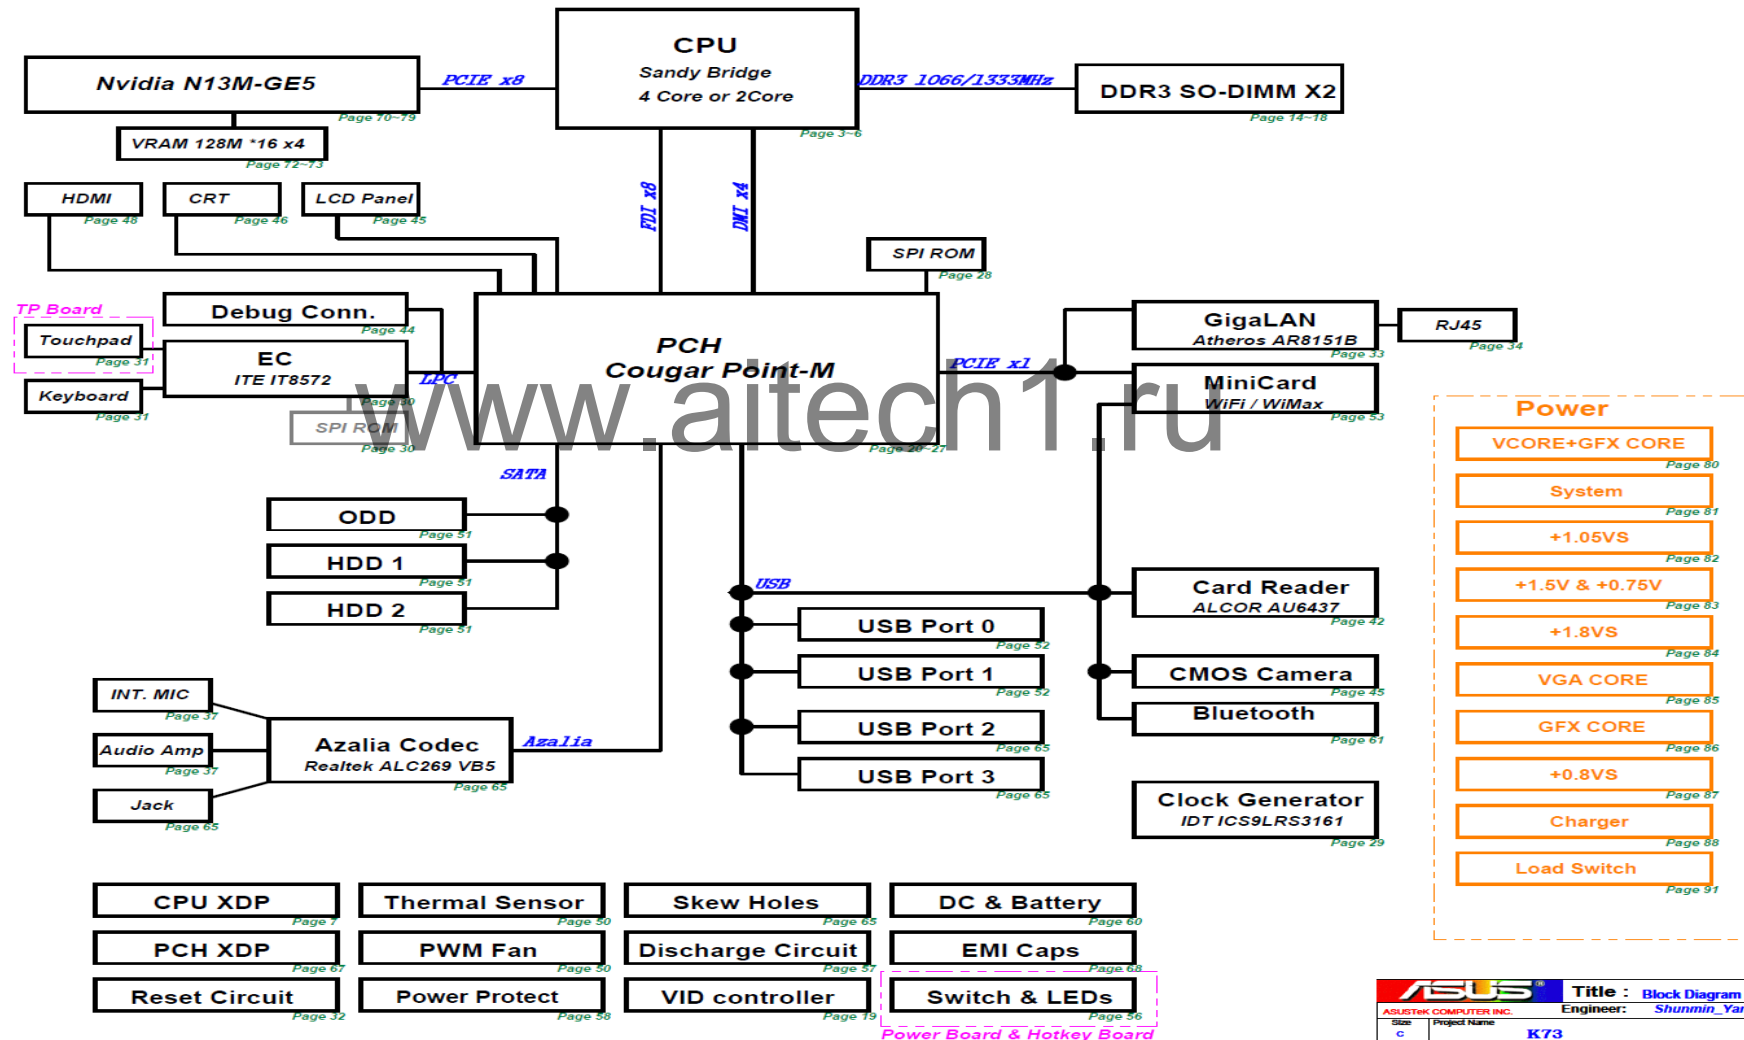 CPU
Sandy Bridge
4 Core or 2Core
Page 3~6
Nvidia N13M-GE5
Page 70~79
PCIE x8
DDR3 1066/1333MHz
DDR3 SO-DIMM X2
Page 14~18
VRAM 128M *16 x4
Page 72~73
HDMI
Page 48
CRT
Page 46
LCD Panel
Page 45
FDI x8
DMI x4
SPI ROM
Page 28
TP Board
Touchpad
Page 31
Keyboard
Page 31
Debug Conn.
Page 44
EC
ITE IT8572
Page 30
SPI ROM
Page 30
LPC
PCH
Cougar Point-M
Page 20~27
PCIE x1
GigaLAN
Atheros AR8151B
Page 33
RJ45
Page 34
MiniCard
WiFi / WiMax
Page 53
www.aitech1.ru
SATA
ODD
Page 51
HDD 1
Page 51
HDD 2
Page 51
USB
USB Port 0
Page 52
USB Port 1
Page 52
USB Port 2
Page 65
USB Port 3
Page 65
Card Reader
ALCOR AU6437
Page 42
CMOS Camera
Page 45
Bluetooth
Page 61
Clock Generator
IDT ICS9LRS3161
Page 29
INT. MIC
Page 37
Audio Amp
Page 37
Jack
Page 65
Azalia Codec
Realtek ALC269 VB5
Page 65
Azalia
Power
VCORE+GFX CORE
Page 80
System
Page 81
+1.05VS
Page 82
+1.5V & +0.75V
Page 83
+1.8VS
Page 84
VGA CORE
Page 85
GFX CORE
Page 86
+0.8VS
Page 87
Charger
Page 88
Load Switch
Page 91
CPU XDP
Page 7
Thermal Sensor
Page 50
Skew Holes
Page 65
DC & Battery
Page 60
PCH XDP
Page 67
PWM Fan
Page 50
Discharge Circuit
Page 57
EMI Caps
Page 68
Reset Circuit
Page 32
Power Protect
Page 58
VID controller
Page 19
Switch & LEDs
Page 56
Power Board & Hotkey Board
ASUS®
Title : Block Diagram
ASUSTeK COMPUTER INC.
Engineer: Shunmin_Yan
Size
C
Project Name
K73